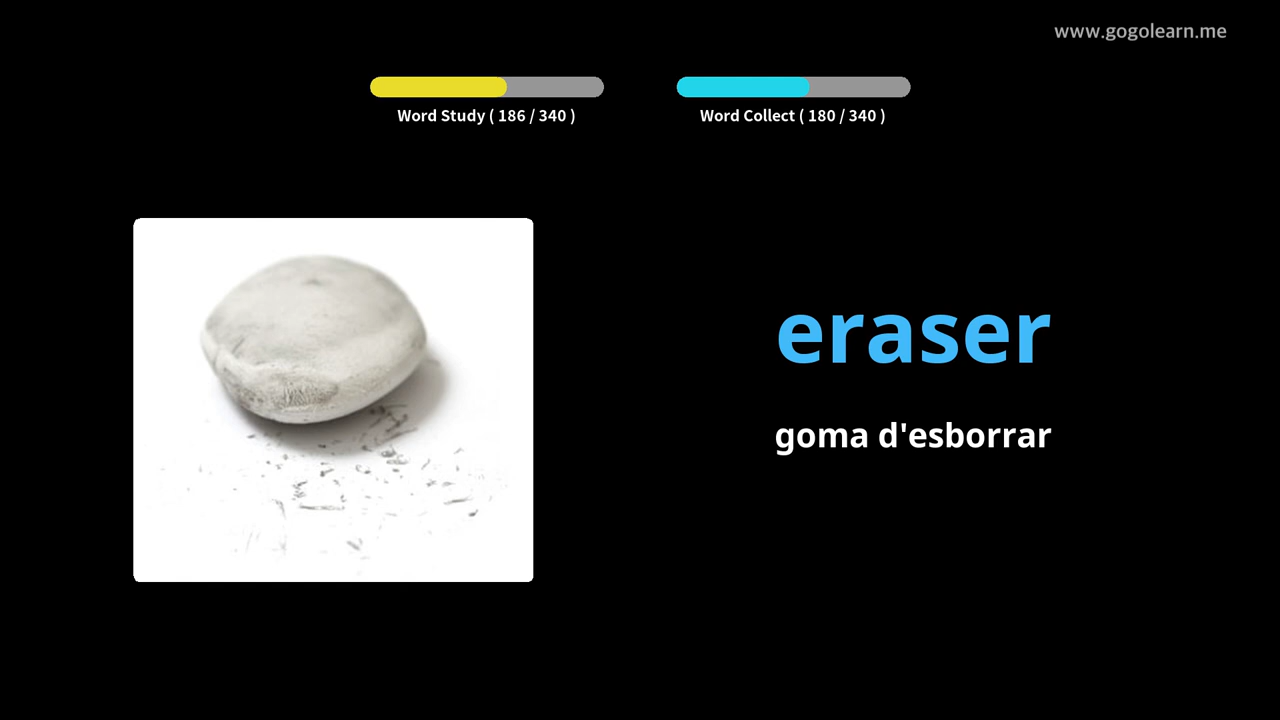 www.gogolearn.me
Word Study ( 186 / 340 )
Word Collect ( 180 / 340 )
eraser
goma d'esborrar